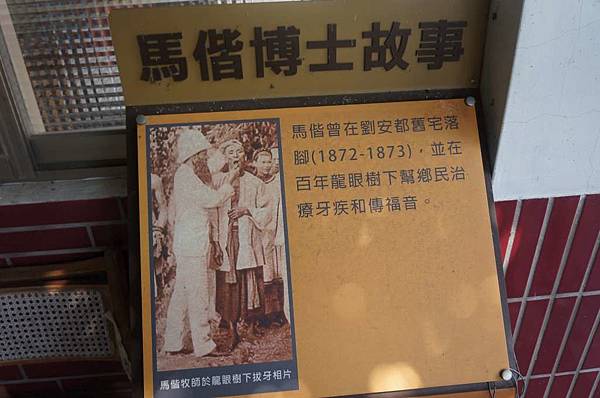 馬偕博士故事
馬偕曾在劉安都舊宅落
腳(1872-1873)，並在
百年龍眼樹下幫鄉民治
療牙疾和傳福音。
馬偕牧師於龍眼樹下拔牙相片